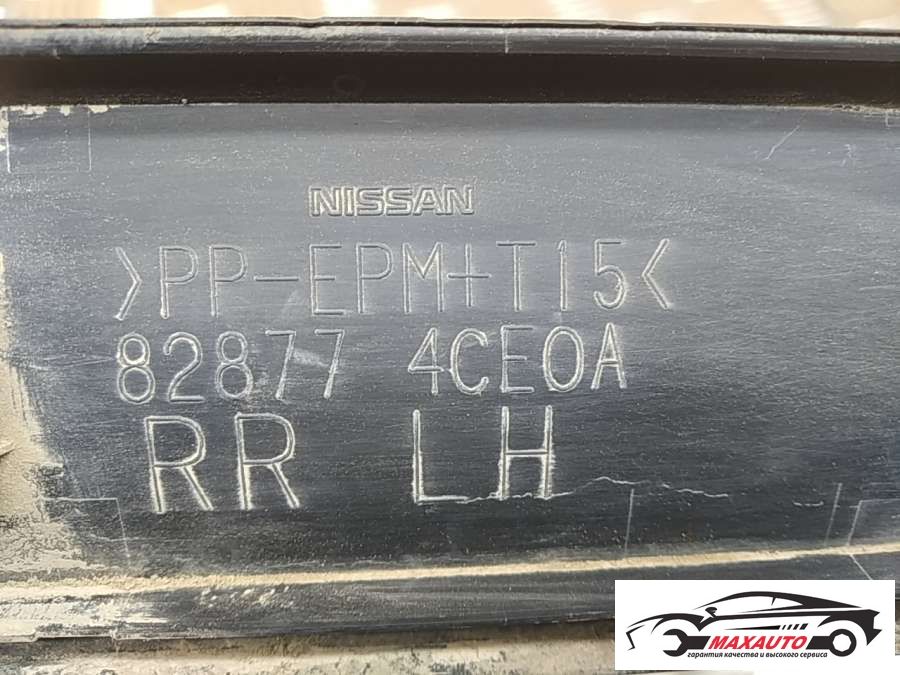 NISSAN
>PP-EPM+T15<
82877 4CE0A
RR LH
MAXAUTO
гарантия качества и высокого сервиса